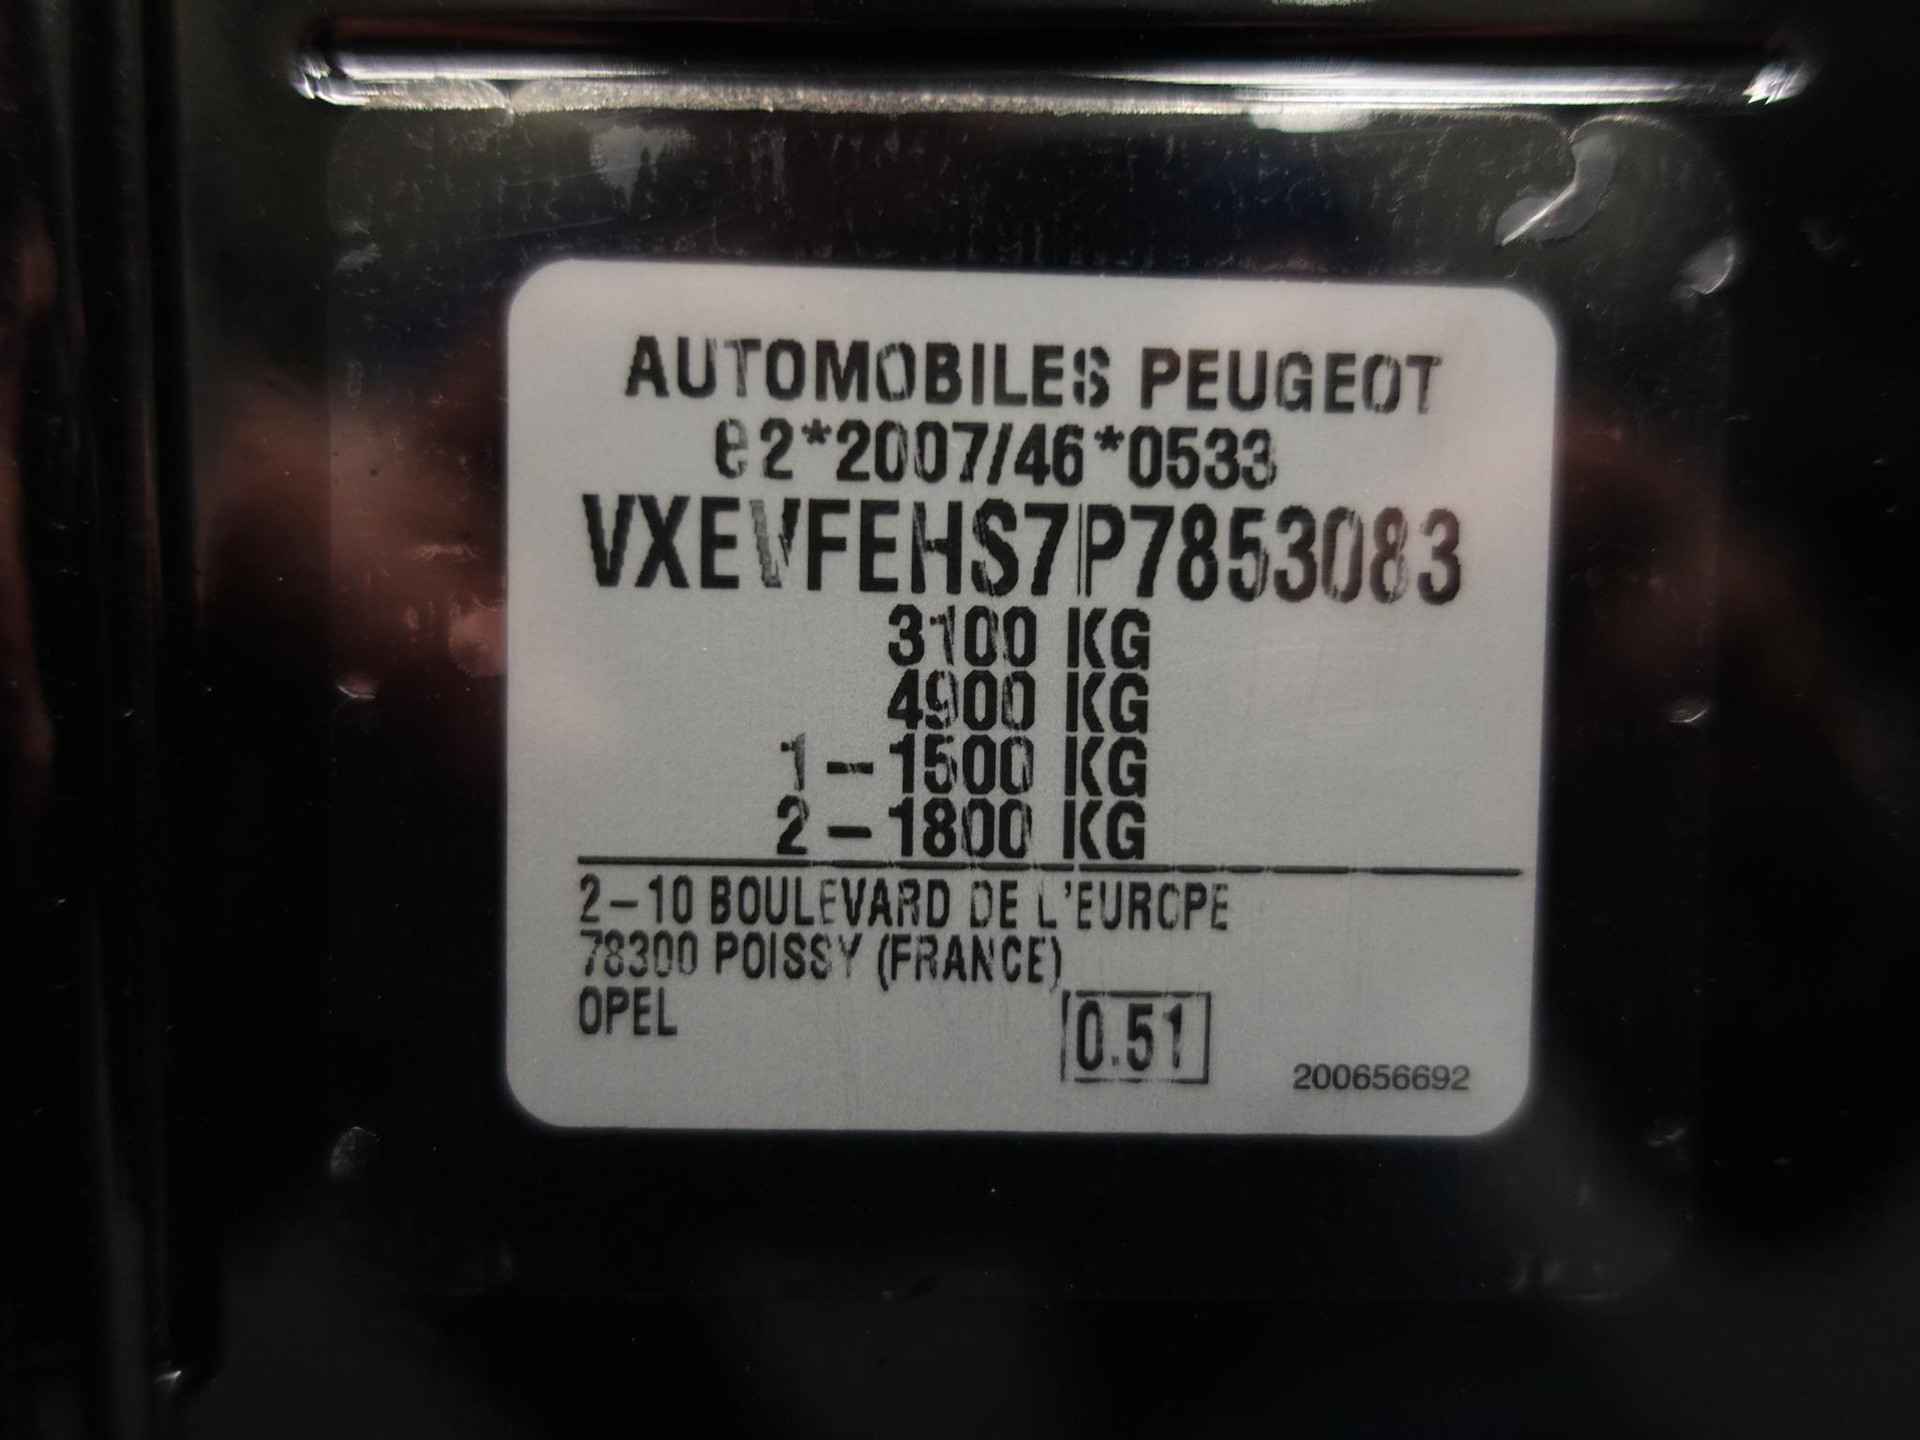 AUTOMOBILES PEUGEOT
e2*2007/46*0533
VXEVFEHS7P7853083
3100 KG
4900 KG
1-1500 KG
2-1800 KG
2-10 BOULEVARD DE L'EUROPE
78300 POISSY (FRANCE)
OPEL
0.51
200656692